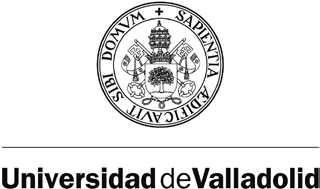 SAPIENTIA ÆDIFICAVIT SIBI DOMVM +
Universidad de Valladolid